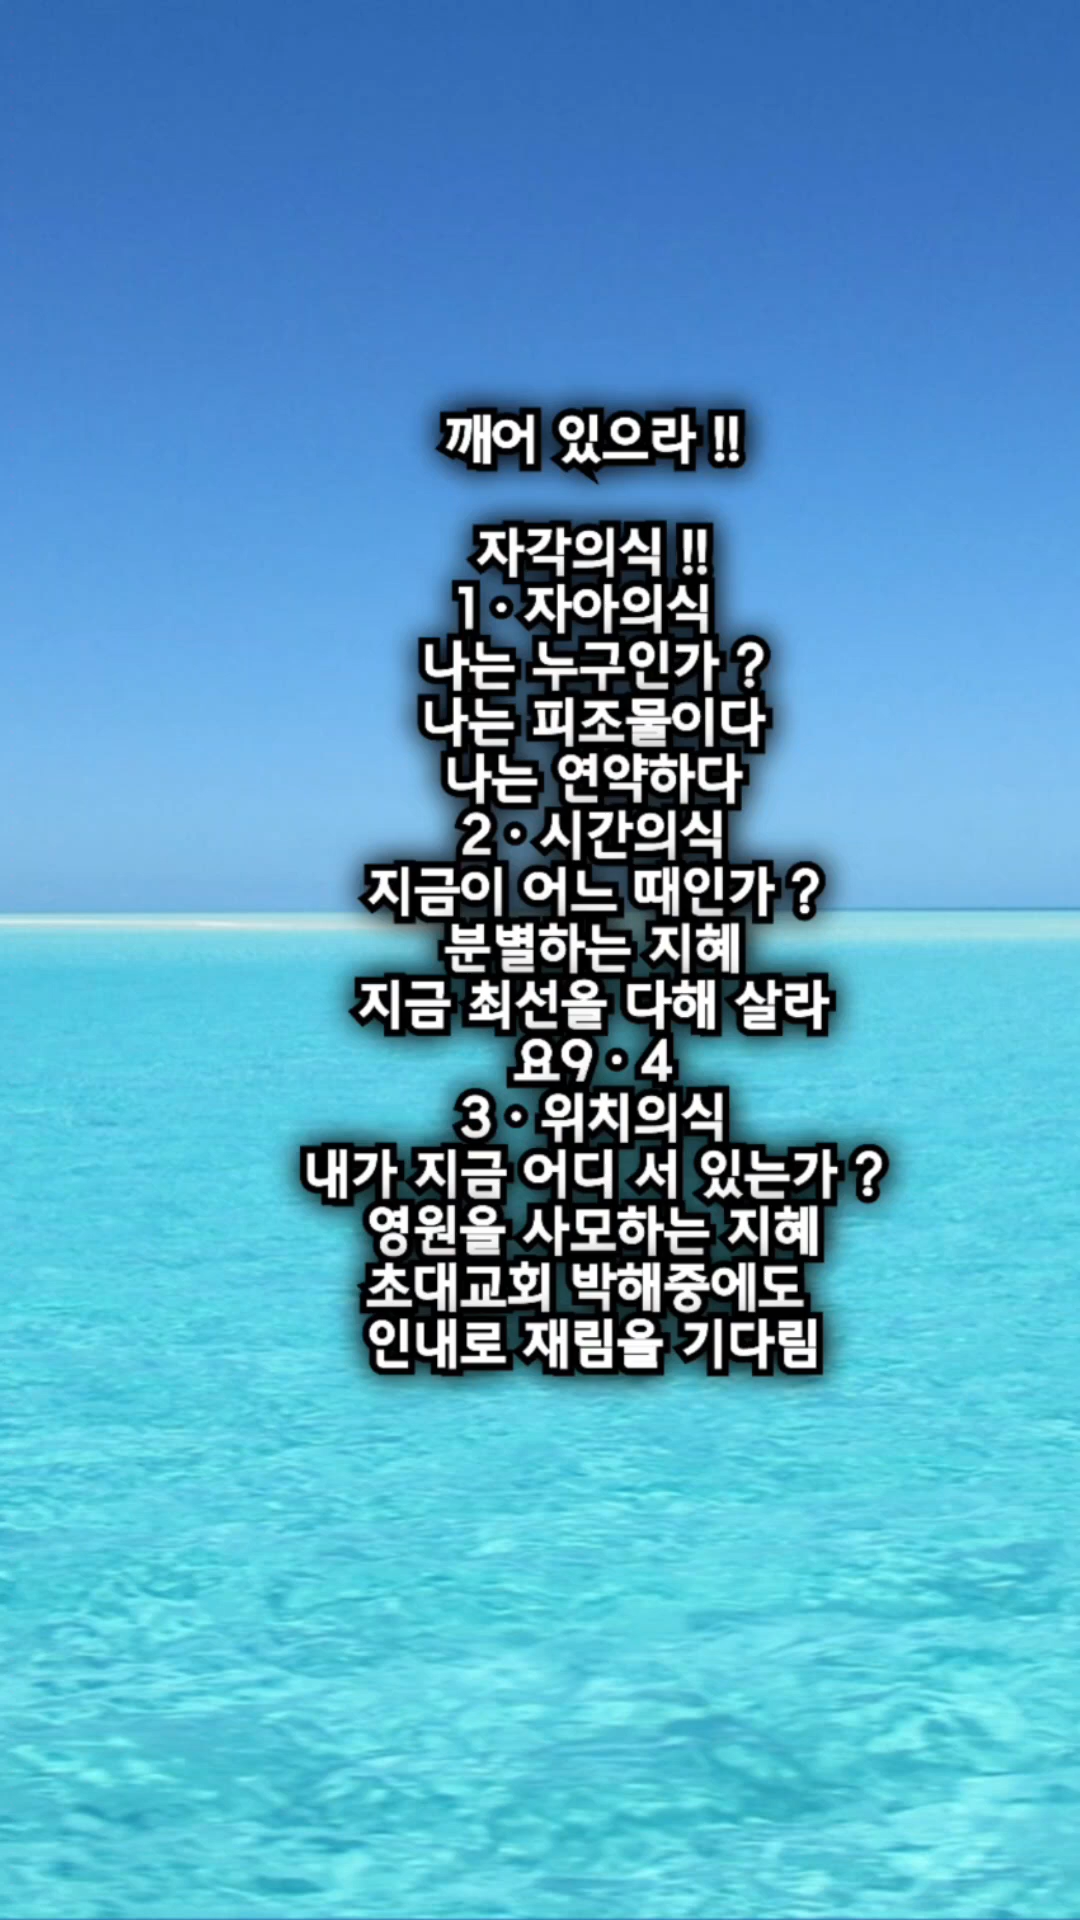 깨어 있으라 !!
자각의식 !!
1·자아의식
나는 누구인가 ?
나는 피조물이다
나는 연약하다
2·시간의식
지금이 어느 때인가 ?
분별하는 지혜
지금 최선을 다해 살라
요9·4
3·위치의식
내가 지금 어디 서 있는가 ?
영원을 사모하는 지혜
초대교회 박해중에도
인내로 재림을 기다림